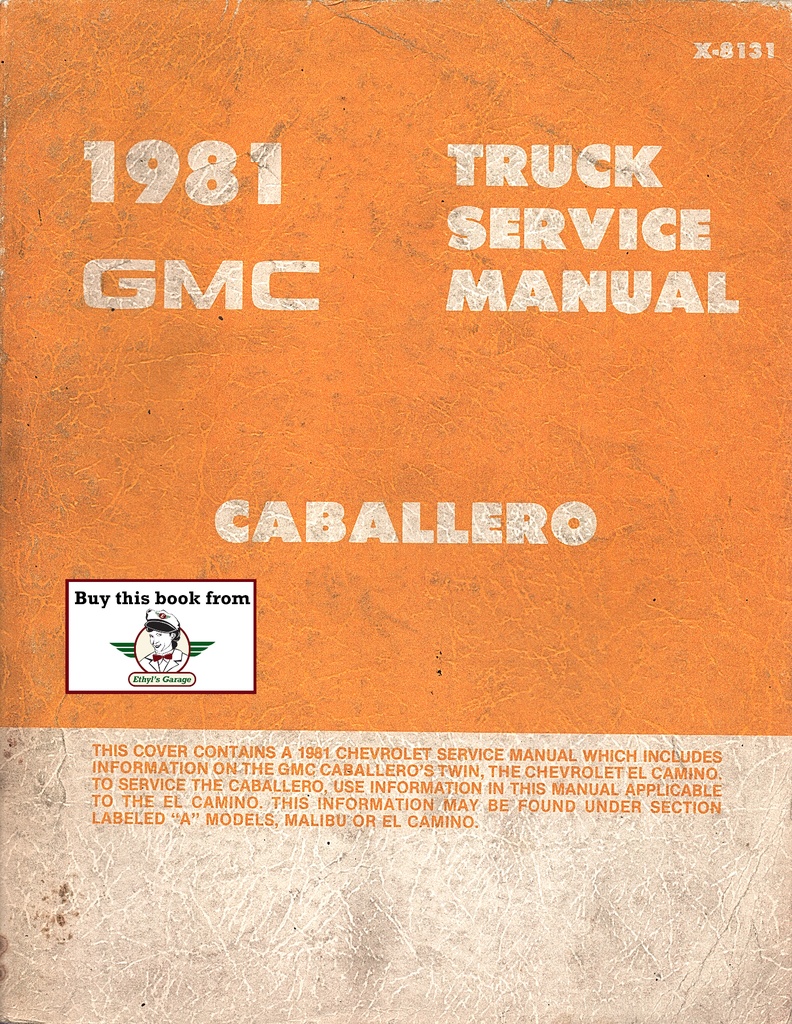 X-8131
1981
GMC
TRUCK
SERVICE
MANUAL
CABALLERO
Buy this book from
Ethyl's Garage
THIS COVER CONTAINS A 1981 CHEVROLET SERVICE MANUAL WHICH INCLUDES
INFORMATION ON THE GMC CABALLERO'S TWIN, THE CHEVROLET EL CAMINO.
TO SERVICE THE CABALLERO, USE INFORMATION IN THIS MANUAL APPLICABLE
TO THE EL CAMINO. THIS INFORMATION MAY BE FOUND UNDER SECTION
LABELED “A” MODELS, MALIBU OR EL CAMINO.